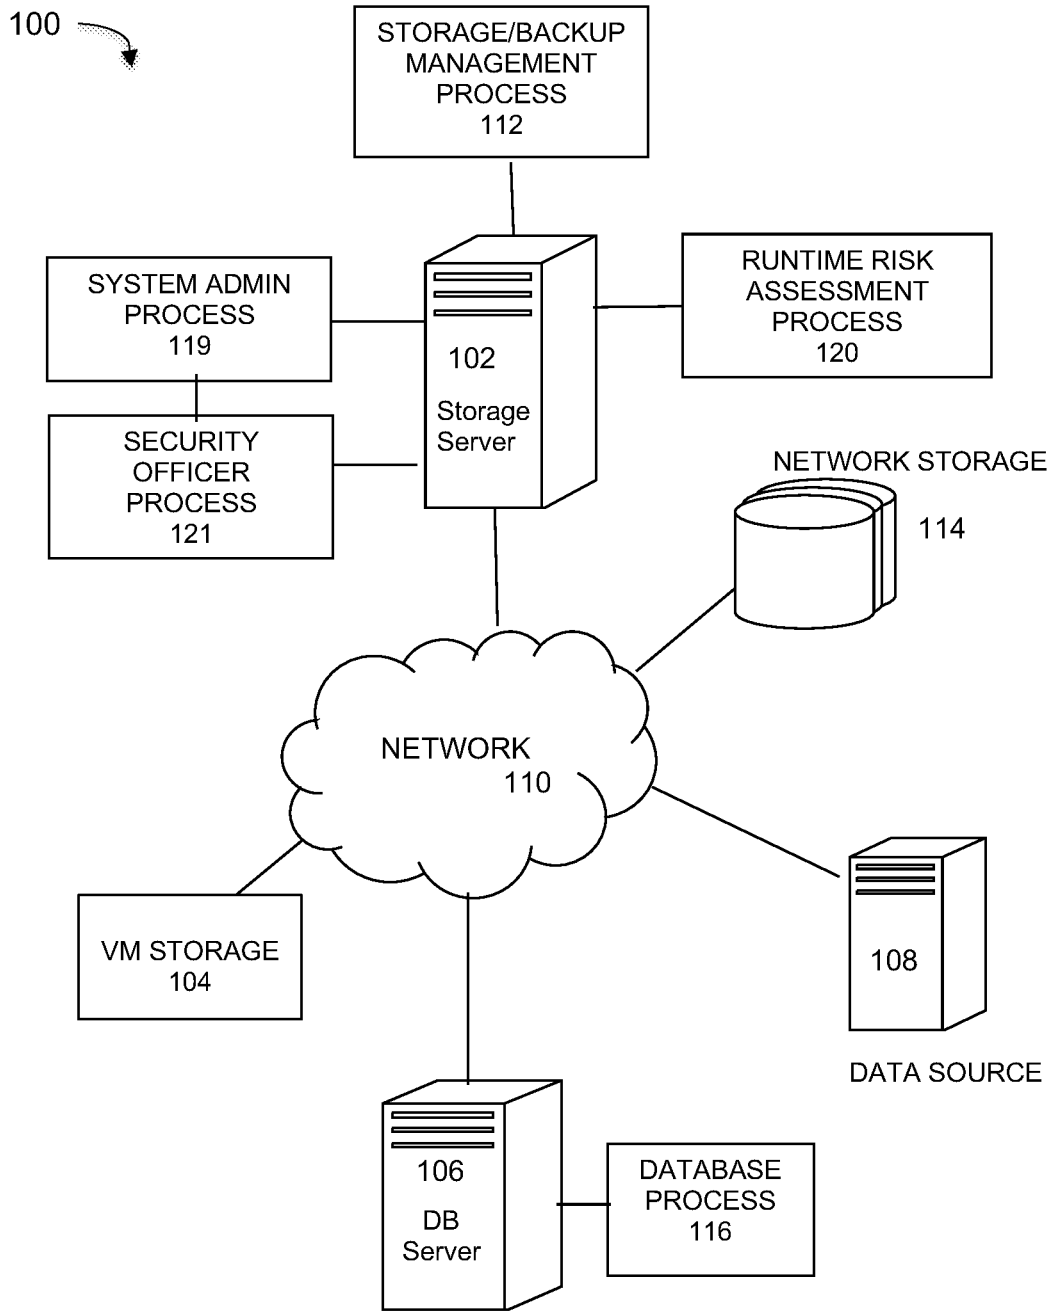 100
STORAGE/BACKUP
MANAGEMENT
PROCESS
112
SYSTEM ADMIN
PROCESS
119
102
Storage
Server
RUNTIME RISK
ASSESSMENT
PROCESS
120
SECURITY
OFFICER
PROCESS
121
NETWORK STORAGE
114
NETWORK
110
VM STORAGE
104
108
DATA SOURCE
106
DB
Server
DATABASE
PROCESS
116